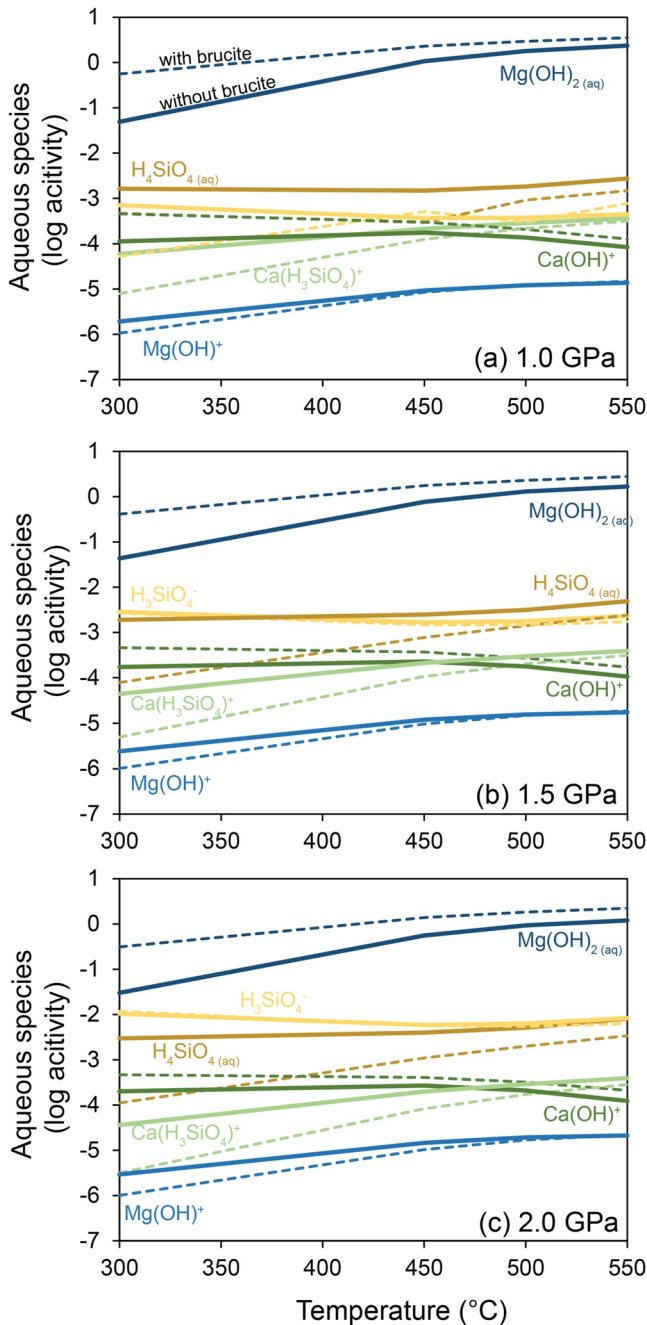 1
0
-1
-2
-3
-4
-5
-6
-7
Aqueous species
(log acitivity)
with brucite
without brucite
Mg(OH)2 (aq)
H4SiO4 (aq)
Ca(H3SiO4)+
Ca(OH)+
Mg(OH)+
(a) 1.0 GPa
300 350 400 450 500 550
1
0
-1
-2
-3
-4
-5
-6
-7
Aqueous species
(log acitivity)
Mg(OH)2 (aq)
H3SiO4-
H4SiO4 (aq)
Ca(H3SiO4)+
Ca(OH)+
Mg(OH)+
(b) 1.5 GPa
300 350 400 450 500 550
1
0
-1
-2
-3
-4
-5
-6
-7
Aqueous species
(log acitivity)
Mg(OH)2 (aq)
H3SiO4-
H4SiO4 (aq)
Ca(H3SiO4)+
Ca(OH)+
Mg(OH)+
(c) 2.0 GPa
300 350 400 450 500 550
Temperature (°C)